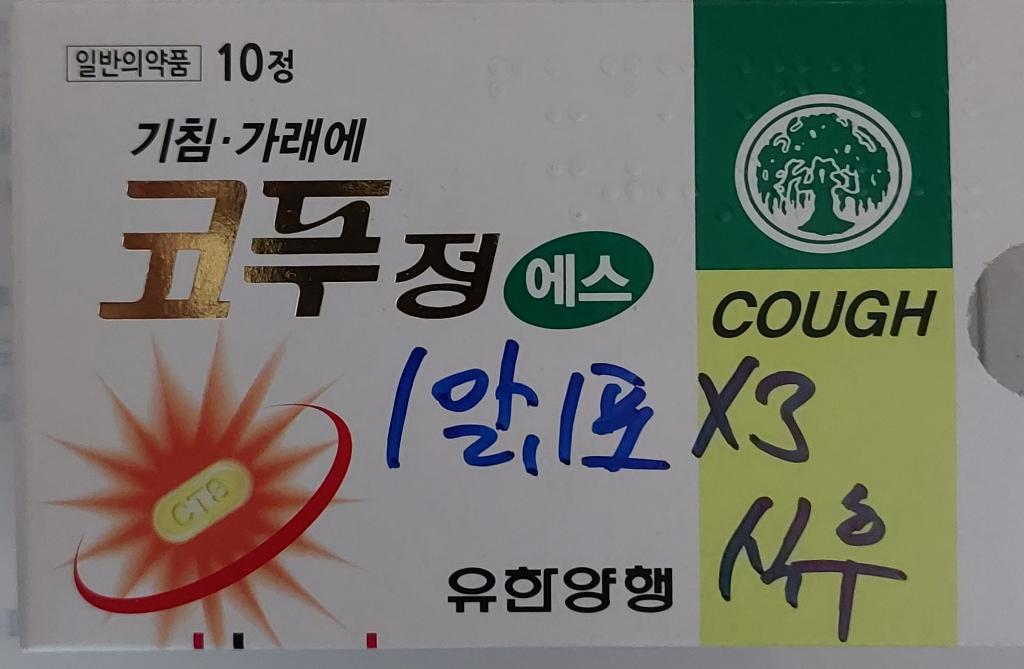 일반의약품 10정
기침·가래에
코푸정 에스
COUGH
1알, 1포 X3
식후
CTS
유한양행